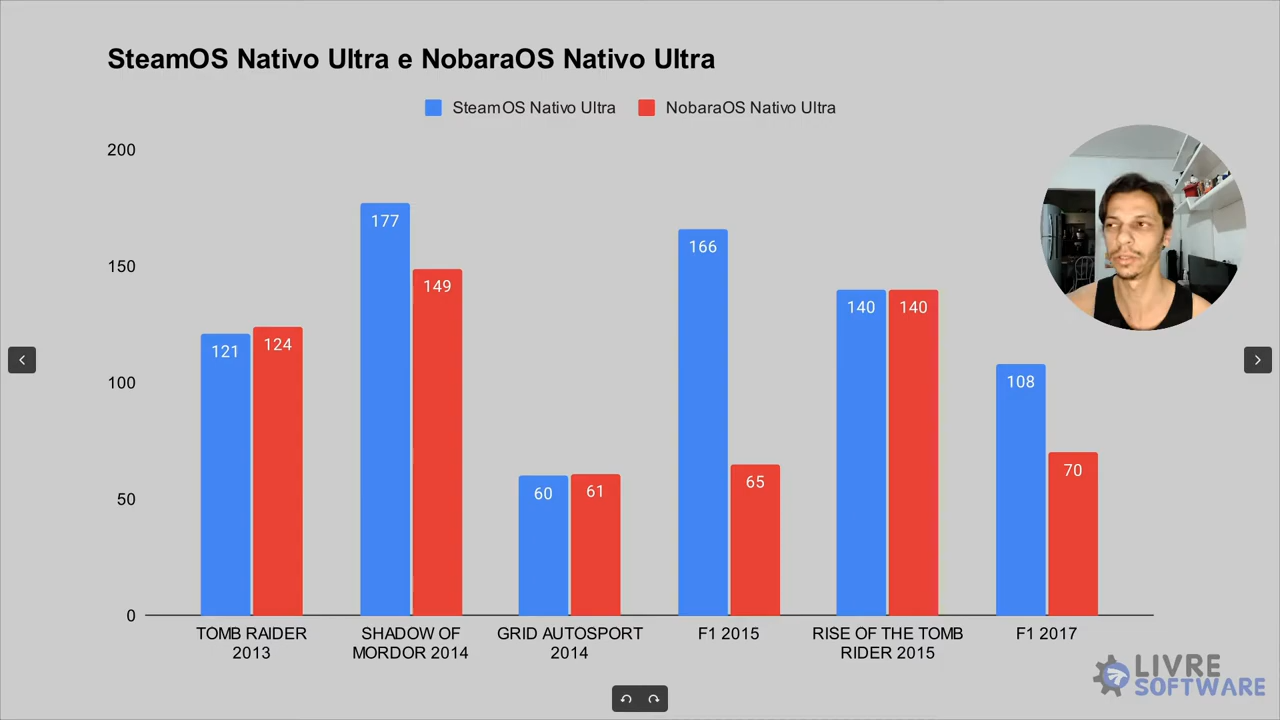 SteamOS Nativo Ultra e NobaraOS Nativo Ultra
SteamOS Nativo Ultra
NobaraOS Nativo Ultra
200
150
100
50
0
121
124
177
149
60
61
166
65
140
140
108
70
TOMB RAIDER
2013
SHADOW OF
MORDOR 2014
GRID AUTOSPORT
2014
F1 2015
RISE OF THE TOMB
RIDER 2015
F1 2017
LIVRE
SOFTWARE